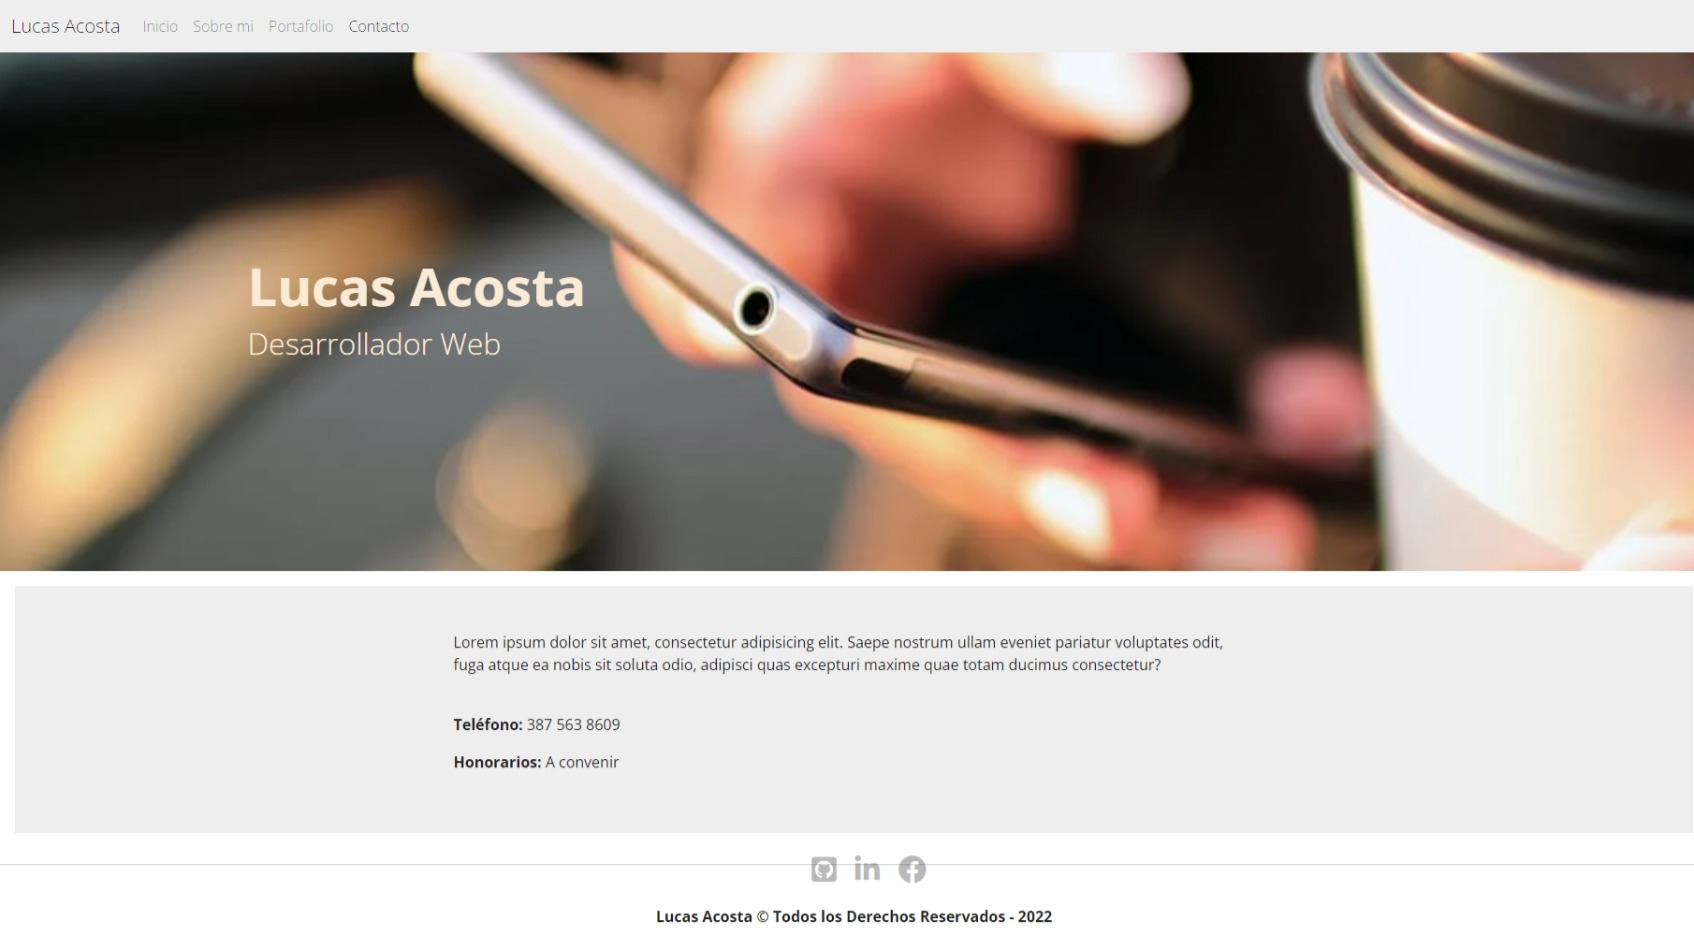 Lucas Acosta Inicio Sobre mi Portafolio Contacto
Lucas Acosta
Desarrollador Web
Lorem ipsum dolor sit amet, consectetur adipisicing elit. Saepe nostrum ullam eveniet pariatur voluptates odit,
fuga atque ea nobis sit soluta odio, adipisci quas excepturi maxime quae totam ducimus consectetur?
Teléfono: 387 563 8609
Honorarios: A convenir
Lucas Acosta © Todos los Derechos Reservados - 2022